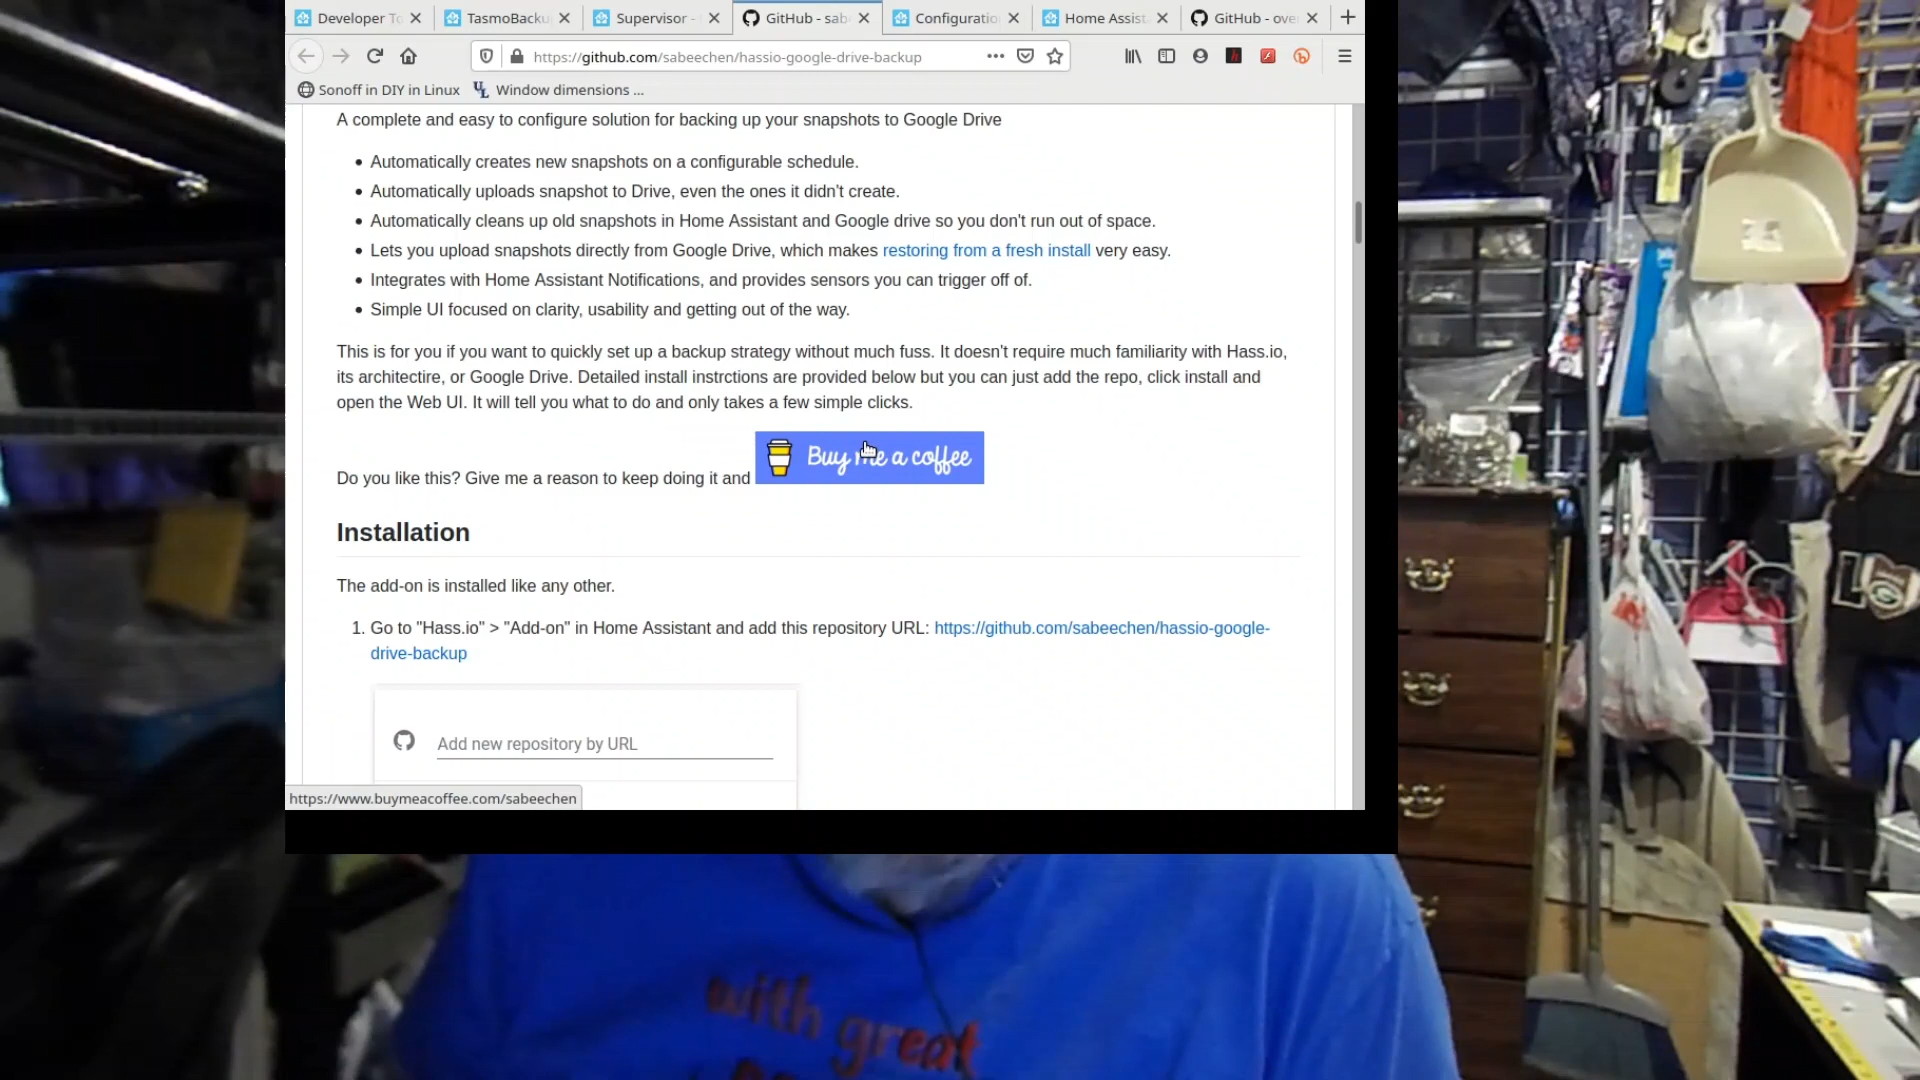 Developer To
TasmoBacku
Supervisor -
GitHub - sab
Configuratio
Home Assist
GitHub - ove
https://github.com/sabeechen/hassio-google-drive-backup
Sonoff in DIY in Linux
UL Window dimensions ...
A complete and easy to configure solution for backing up your snapshots to Google Drive
• Automatically creates new snapshots on a configurable schedule.
• Automatically uploads snapshot to Drive, even the ones it didn't create.
• Automatically cleans up old snapshots in Home Assistant and Google drive so you don't run out of space.
• Lets you upload snapshots directly from Google Drive, which makes restoring from a fresh install very easy.
• Integrates with Home Assistant Notifications, and provides sensors you can trigger off of.
• Simple UI focused on clarity, usability and getting out of the way.
This is for you if you want to quickly set up a backup strategy without much fuss. It doesn't require much familiarity with Hass.io,
its architectire, or Google Drive. Detailed install instrctions are provided below but you can just add the repo, click install and
open the Web UI. It will tell you what to do and only takes a few simple clicks.
Do you like this? Give me a reason to keep doing it and Buy me a coffee
Installation
The add-on is installed like any other.
1. Go to "Hass.io" > "Add-on" in Home Assistant and add this repository URL: https://github.com/sabeechen/hassio-google-
drive-backup
Add new repository by URL
https://www.buymeacoffee.com/sabeechen
with great